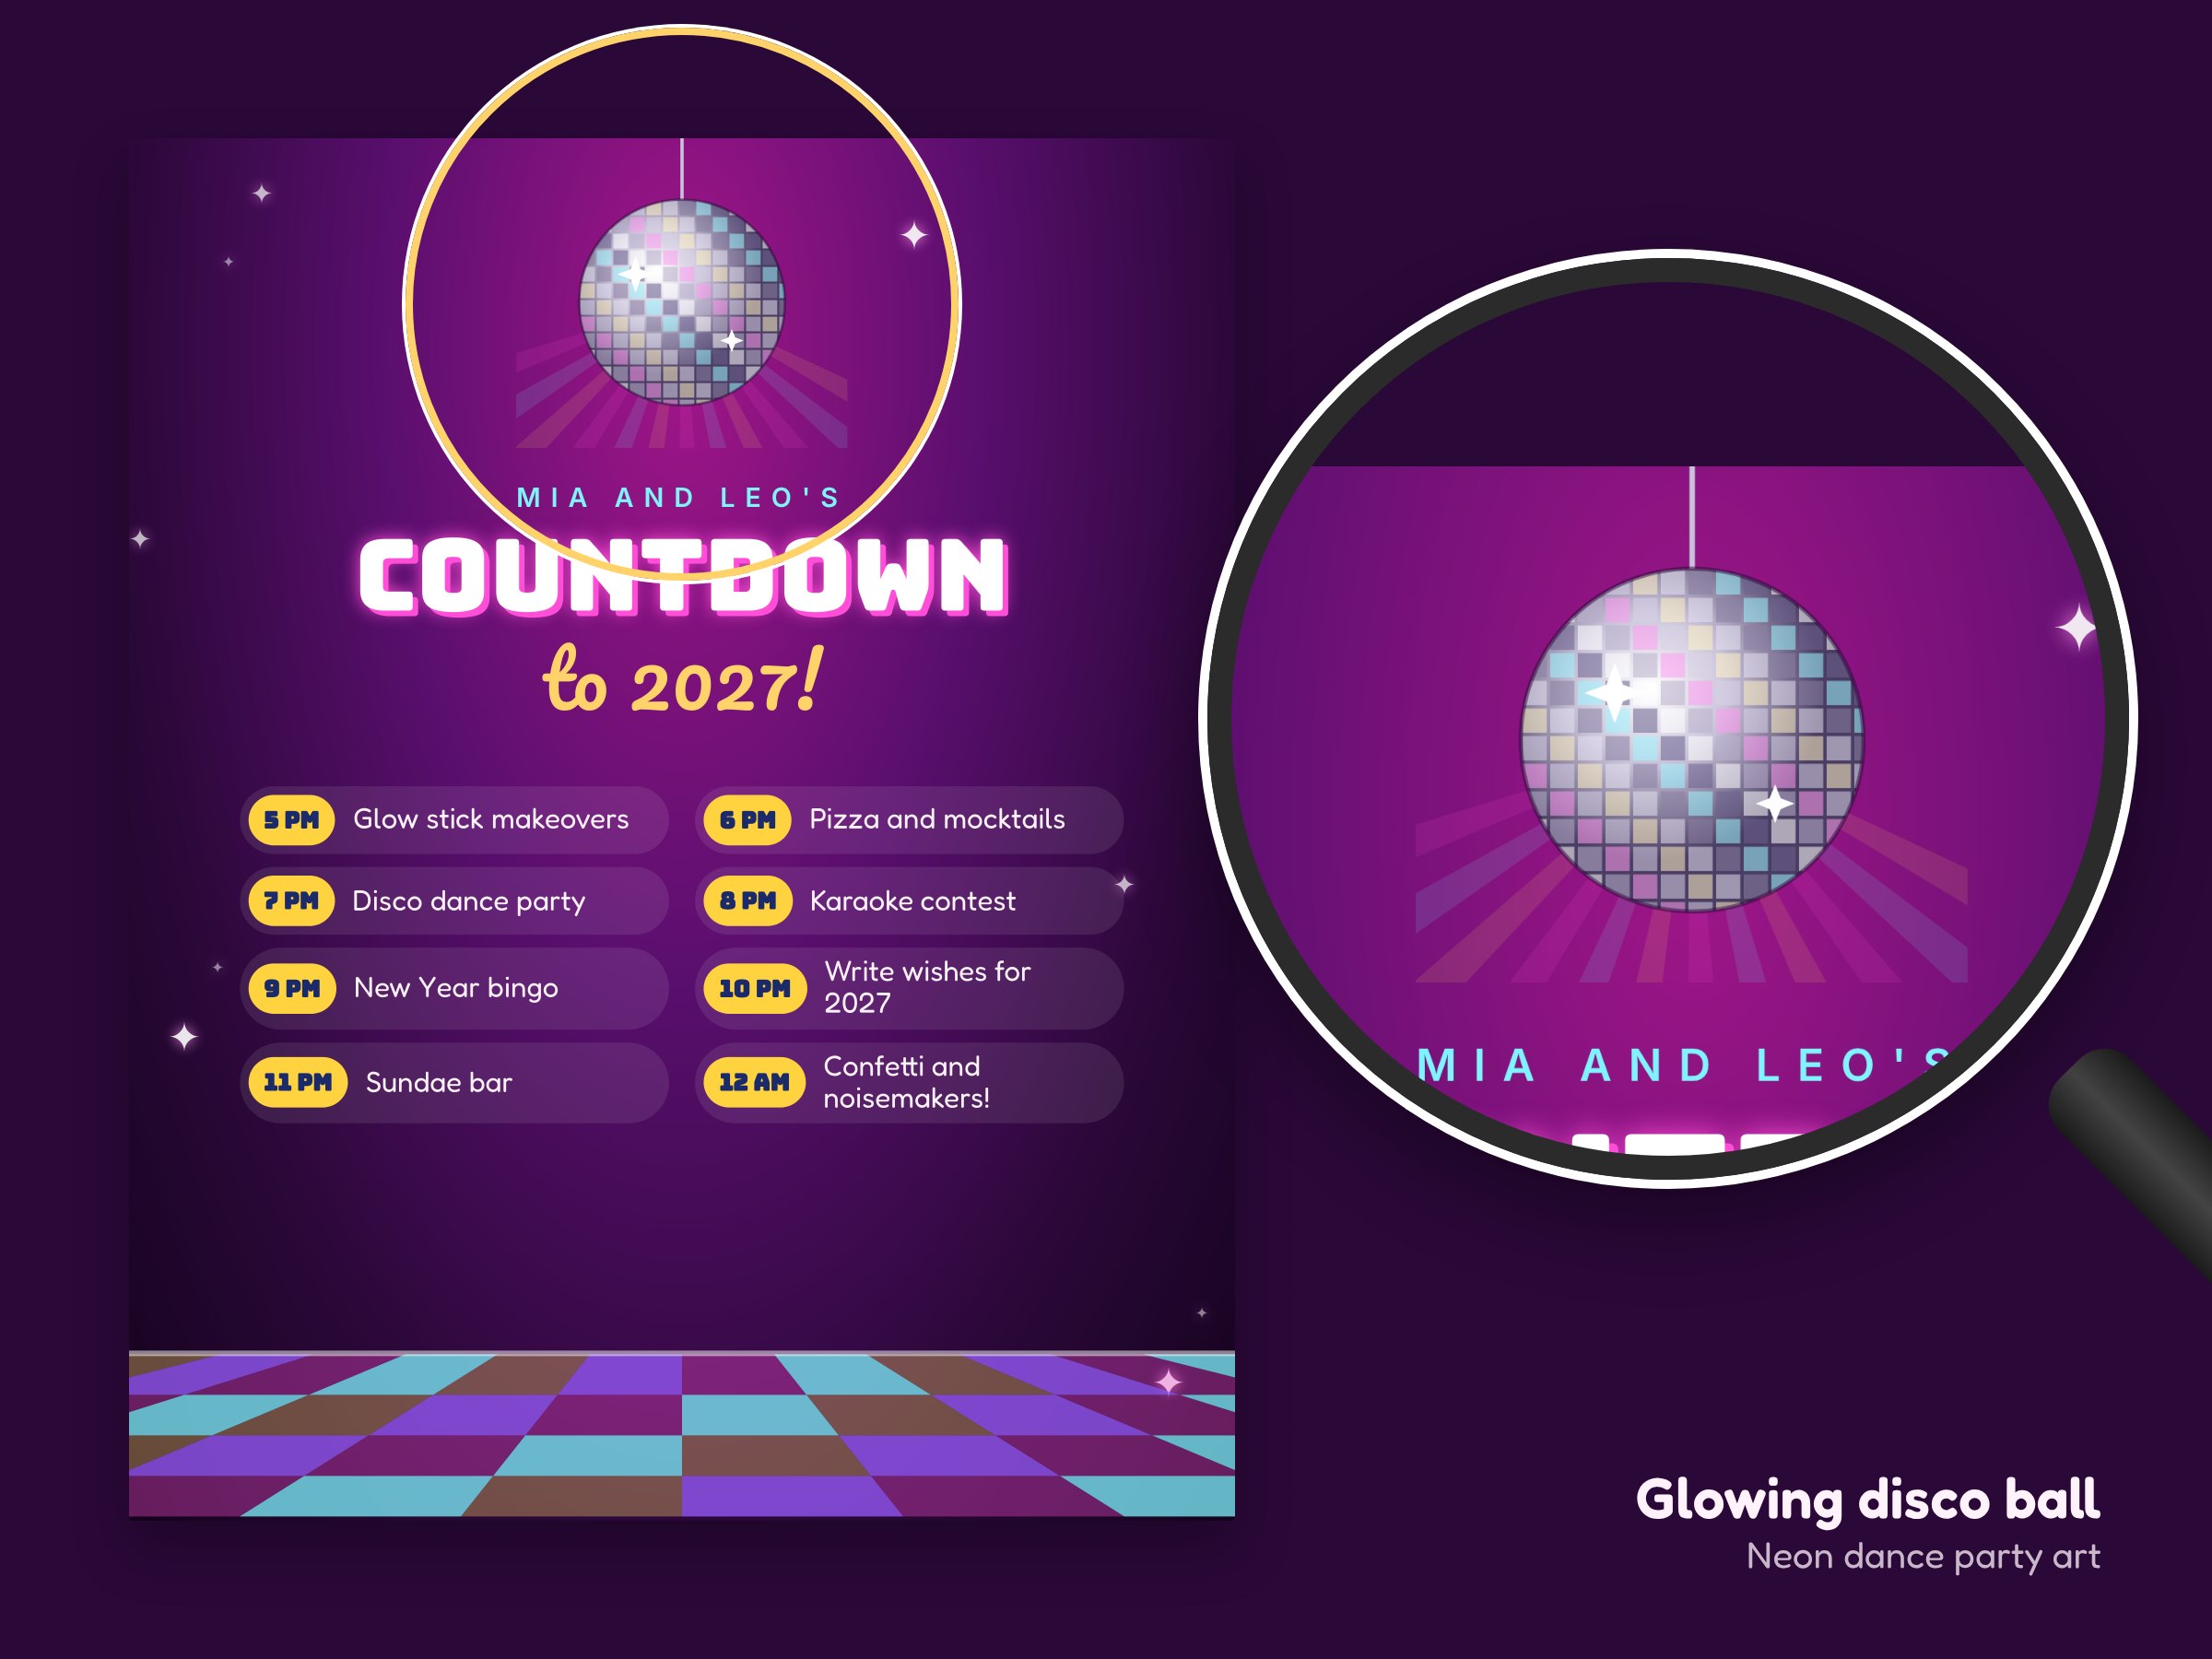 MIA AND LEO'S
COUNTDOWN
to 2027!
5 PM Glow stick makeovers
6 PM Pizza and mocktails
7 PM Disco dance party
8 PM Karaoke contest
9 PM New Year bingo
10 PM Write wishes for
2027
11 PM Sundae bar
12 AM Confetti and
noisemakers!
MIA AND LEO'S
Glowing disco ball
Neon dance party art